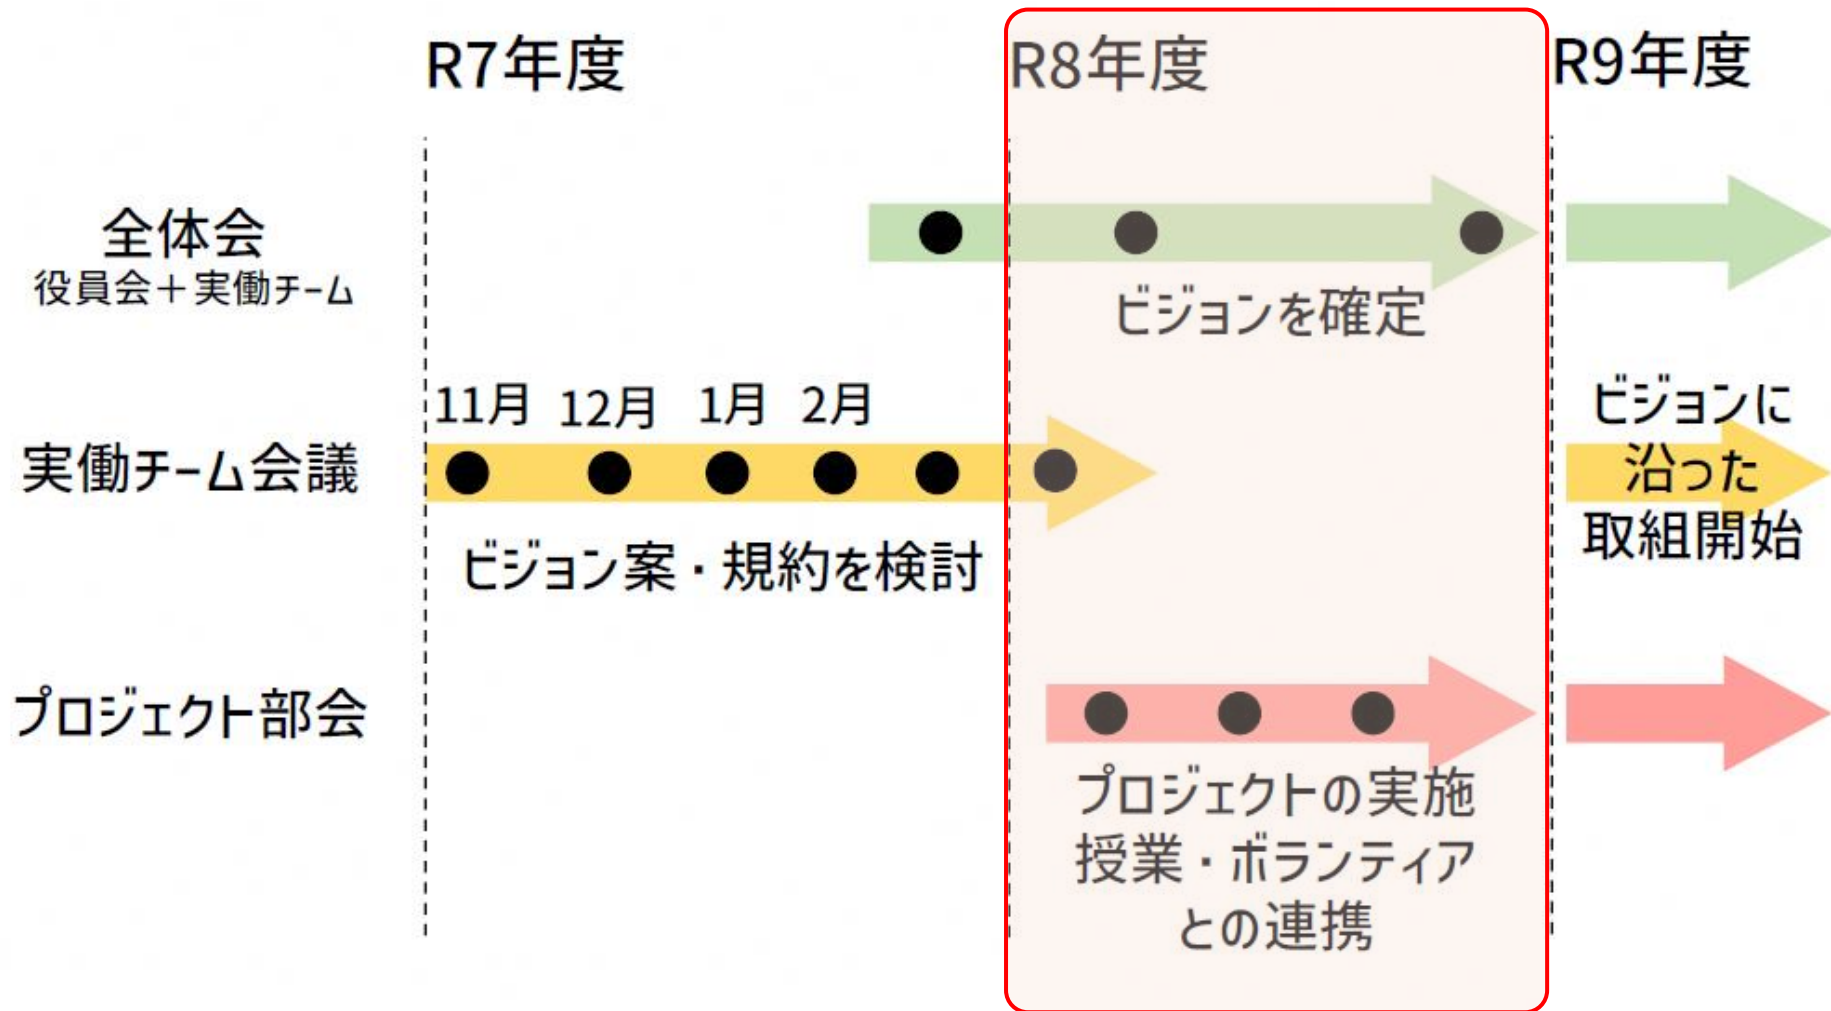 R7年度
R8年度
R9年度
全体会
役員会＋実働チーム
ビジョンを確定
11月
12月
1月
2月
実働チーム会議
ビジョン案・規約を検討
ビジョンに
沿った
取組開始
プロジェクト部会
プロジェクトの実施
授業・ボランティア
との連携